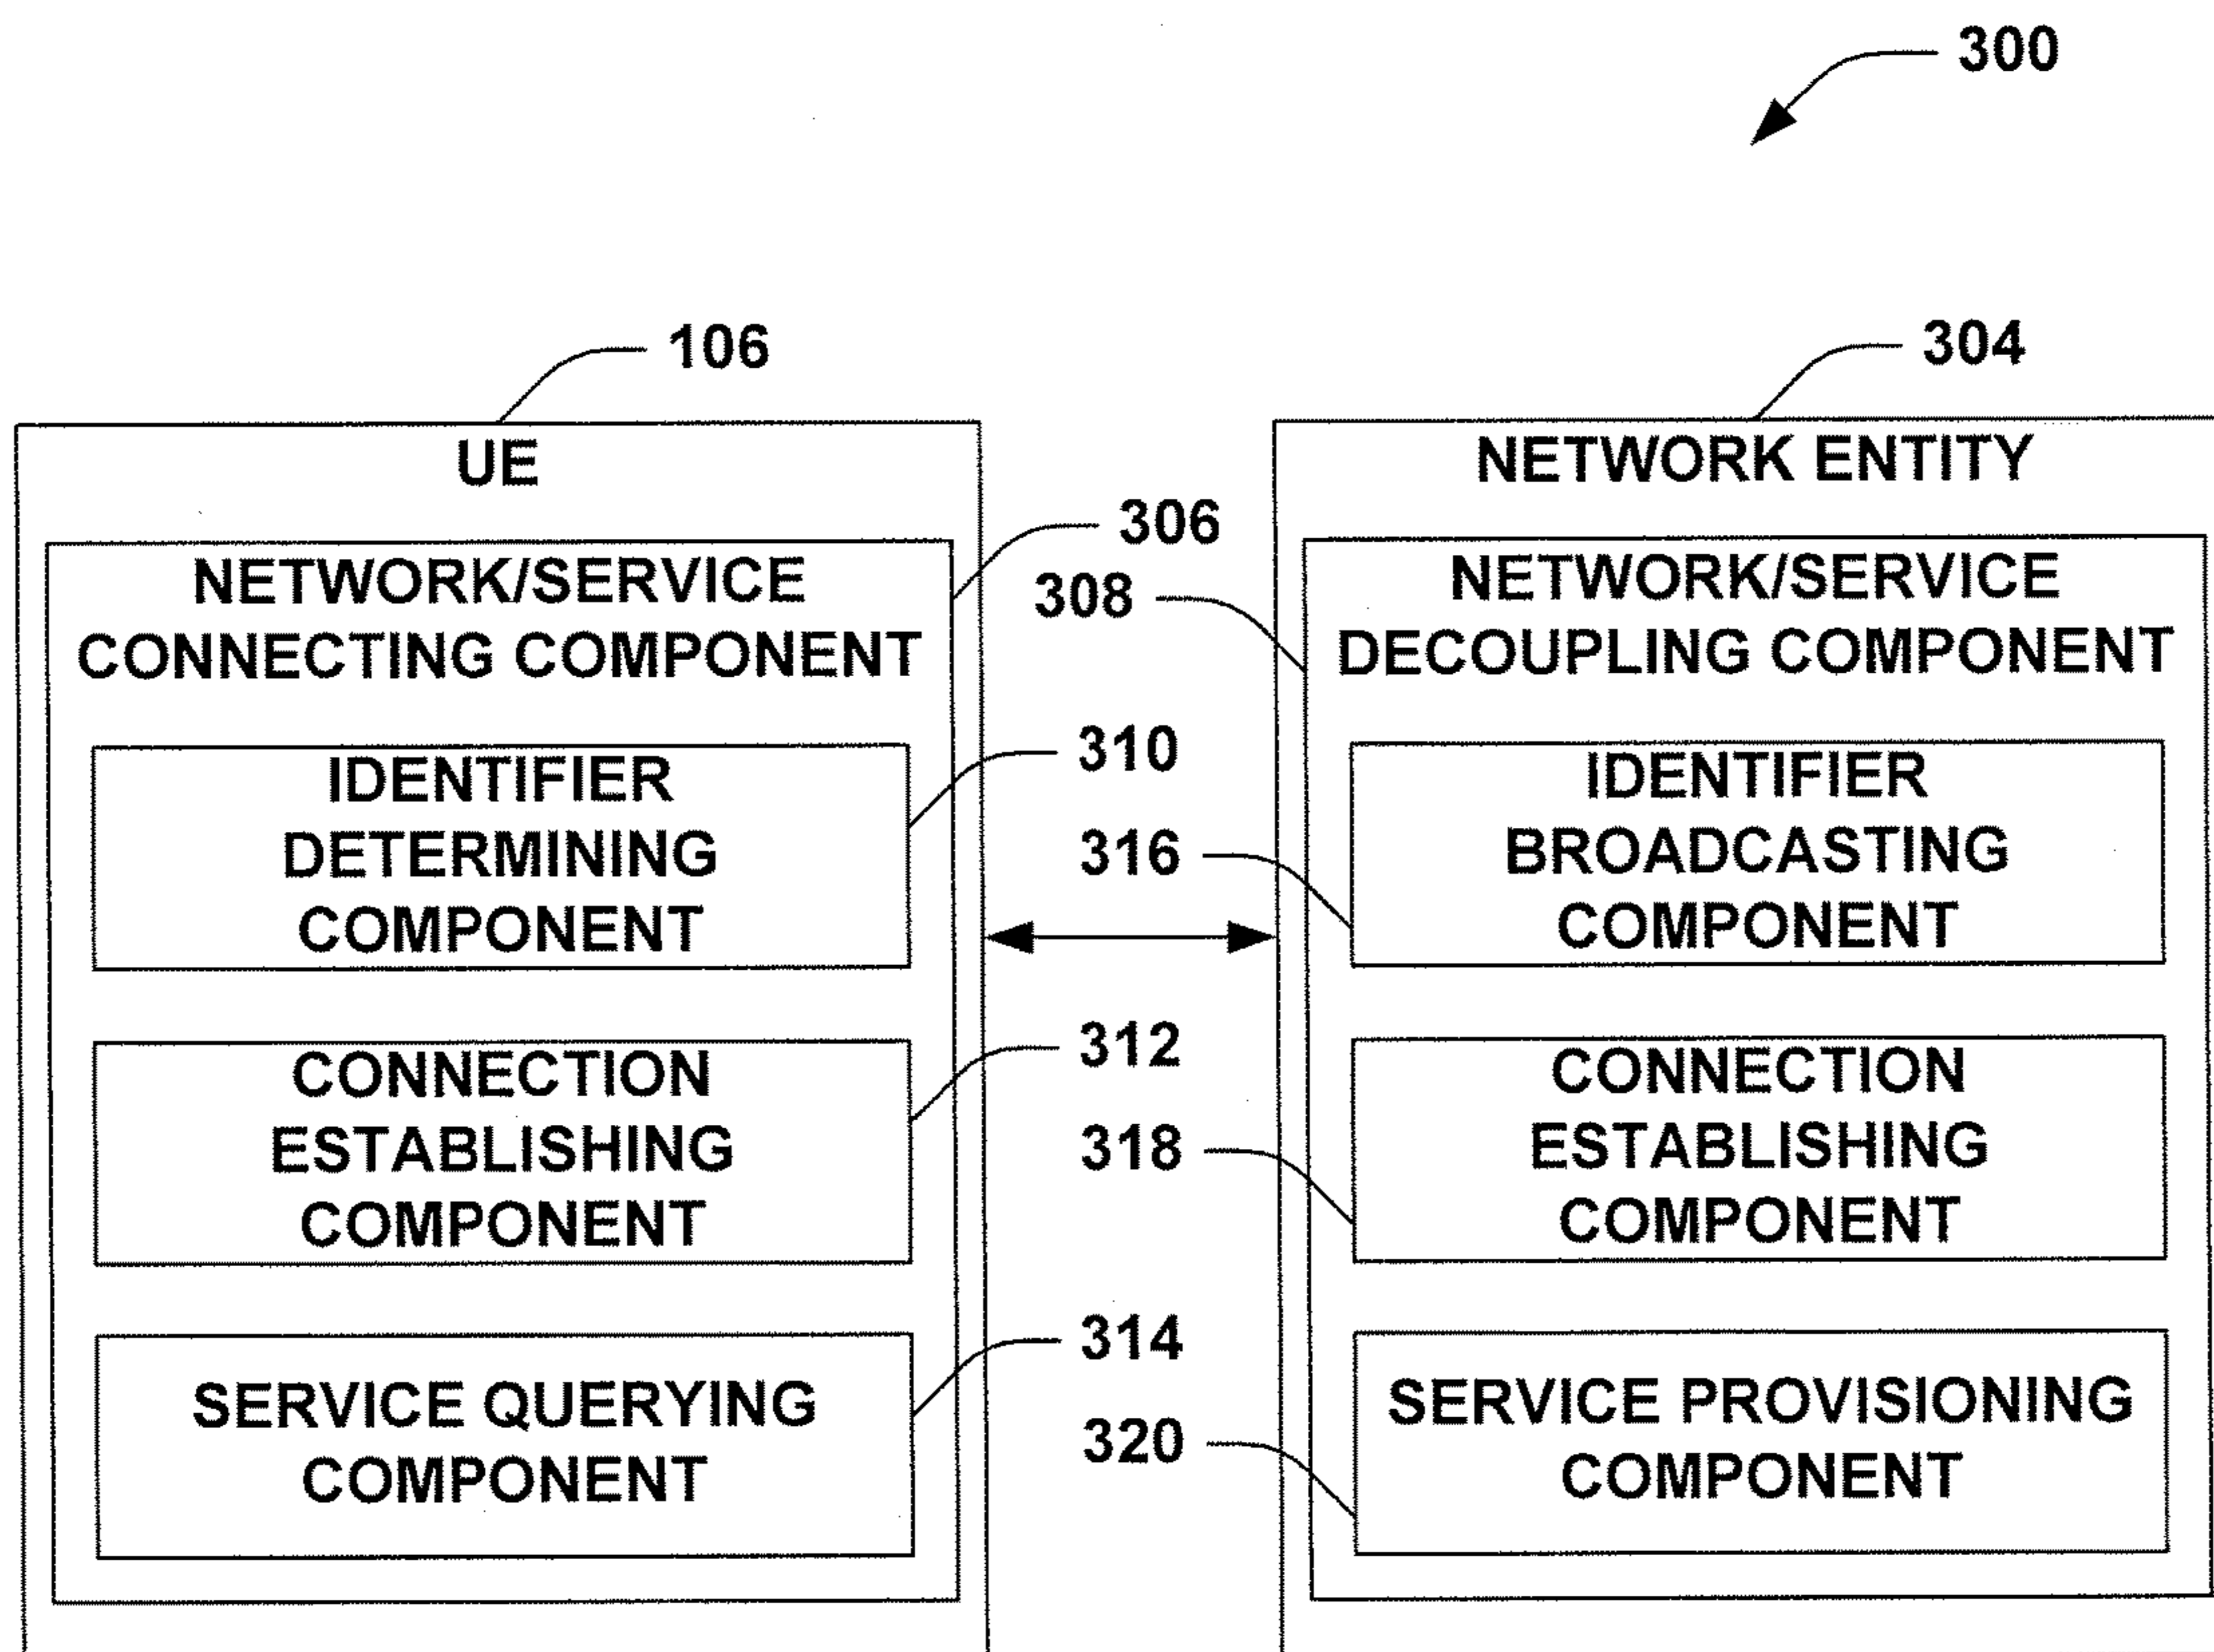 300
106
304
UE
NETWORK ENTITY
306
308
NETWORK/SERVICE
CONNECTING COMPONENT
NETWORK/SERVICE
DECOUPLING COMPONENT
310
316
IDENTIFIER
DETERMINING
COMPONENT
IDENTIFIER
BROADCASTING
COMPONENT
312
318
CONNECTION
ESTABLISHING
COMPONENT
CONNECTION
ESTABLISHING
COMPONENT
314
320
SERVICE QUERYING
COMPONENT
SERVICE PROVISIONING
COMPONENT